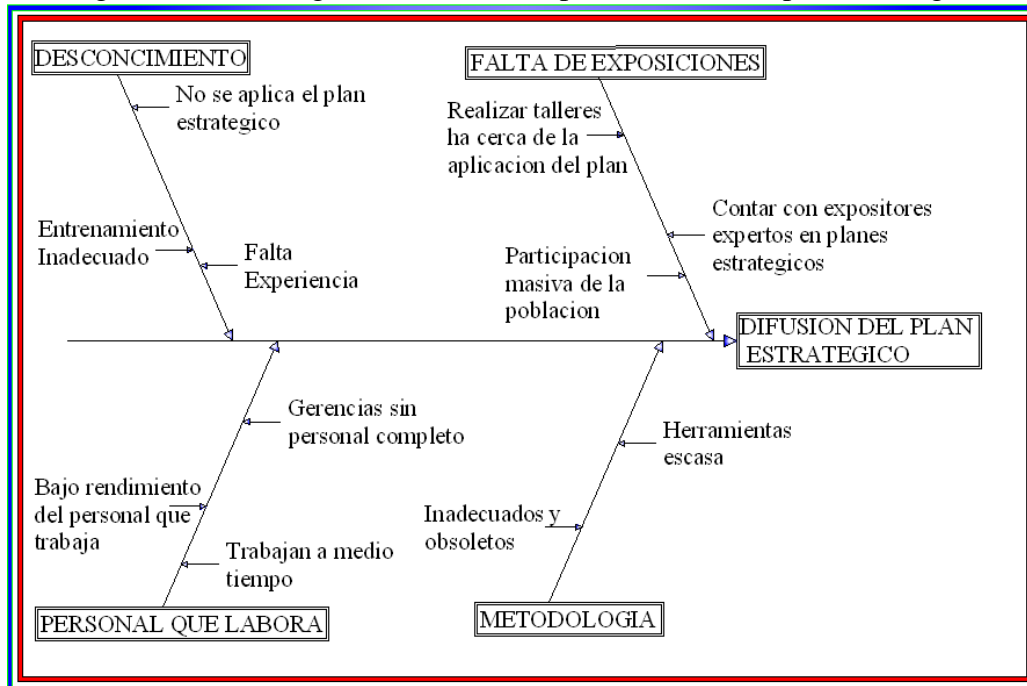 DESCONCIMIENTO
No se aplica el plan
estrategico
Entrenamiento
Inadecuado
Falta
Experiencia
FALTA DE EXPOSICIONES
Realizar talleres
ha cerca de la
aplicacion del plan
Contar con expositores
expertos en planes
estrategicos
Participacion
masiva de la
poblacion
DIFUSION DEL PLAN
ESTRATEGICO
Gerencias sin
personal completo
Bajo rendimiento
del personal que
trabaja
Trabajan a medio
tiempo
PERSONAL QUE LABORA
Herramientas
escasa
Inadecuados y
obsoletos
METODOLOGIA